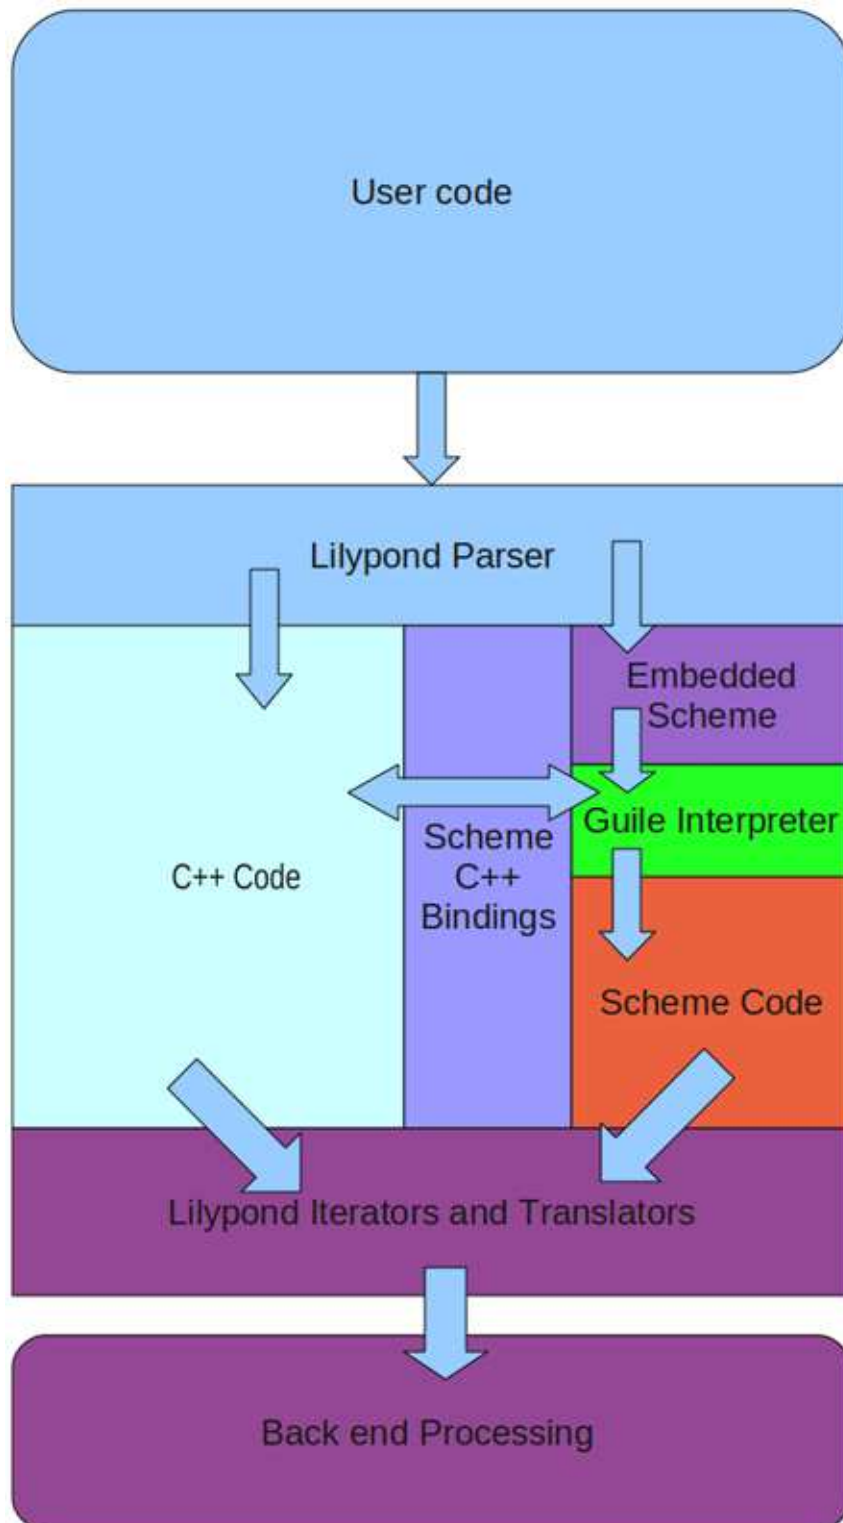 User code
Lilypond Parser
Embedded
Scheme
Guile Interpreter
Scheme
C++
Bindings
C++ Code
Scheme Code
Lilypond Iterators and Translators
Back end Processing